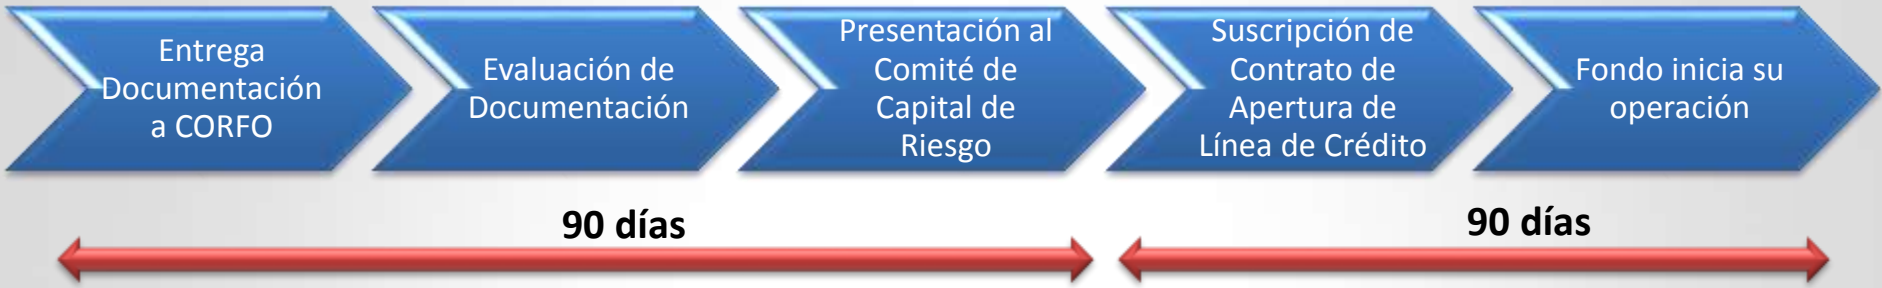 Entrega
Documentación
a CORFO
Evaluación de
Documentación
Presentación al
Comité de
Capital de
Riesgo
Suscripción de
Contrato de
Apertura de
Línea de Crédito
Fondo inicia su
operación
90 días
90 días